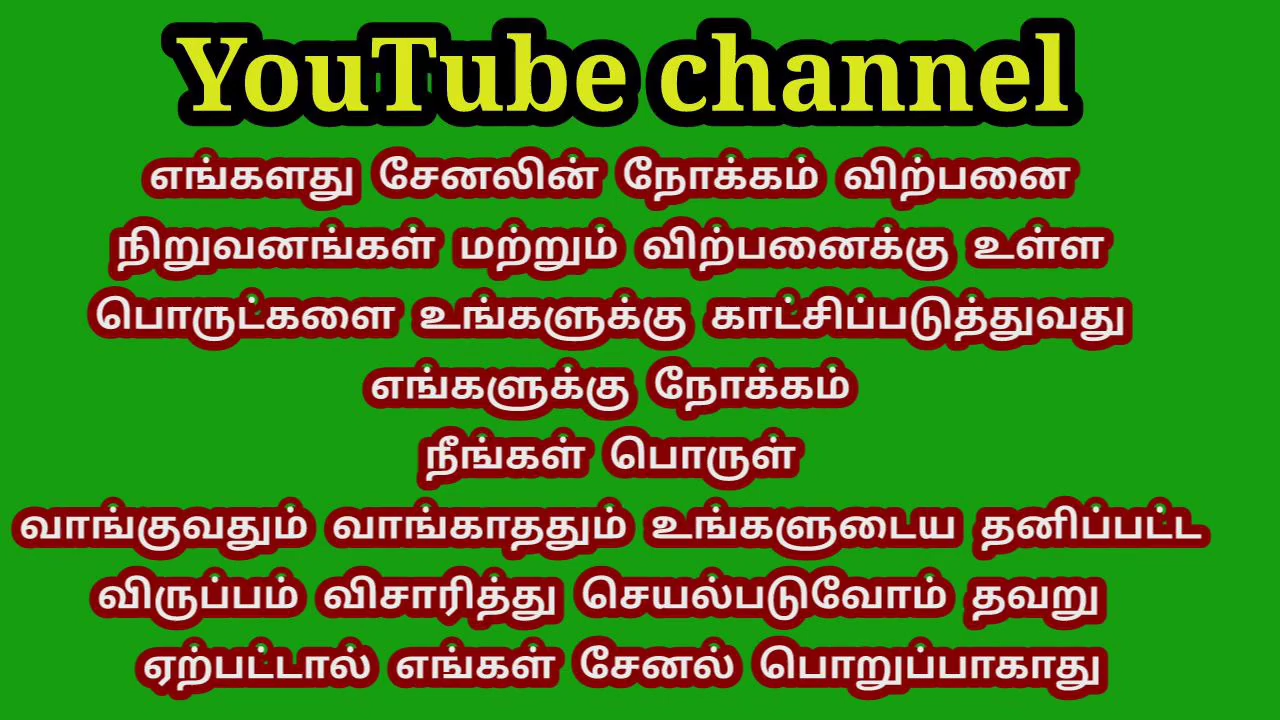 YouTube channel
எங்களது சேனலின் நோக்கம் விற்பனை
நிறுவனங்கள் மற்றும் விற்பனைக்கு உள்ள
பொருட்களை உங்களுக்கு காட்சிப்படுத்துவது
எங்களுக்கு நோக்கம்
நீங்கள் பொருள்
வாங்குவதும் வாங்காததும் உங்களுடைய தனிப்பட்ட
விருப்பம் விசாரித்து செயல்படுவோம் தவறு
ஏற்பட்டால் எங்கள் சேனல் பொறுப்பாகாது